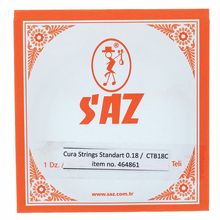 SAZ
Cura Strings Standart 0.18 / CTB18C
item no. 464861
1 Dz.
Teli
www.saz.com.tr